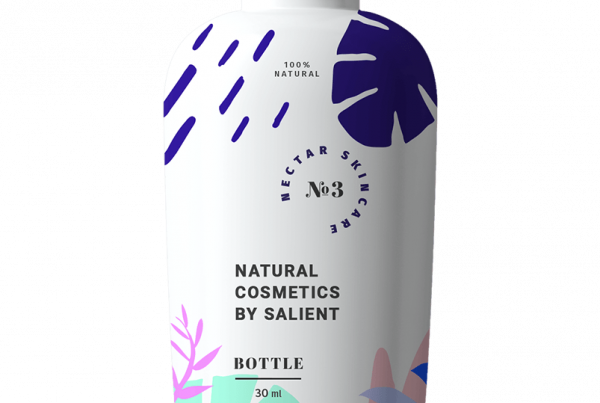 100%
NATURAL
NECTAR SKINCARE
№3
NATURAL
COSMETICS
BY SALIENT
BOTTLE
30 ml